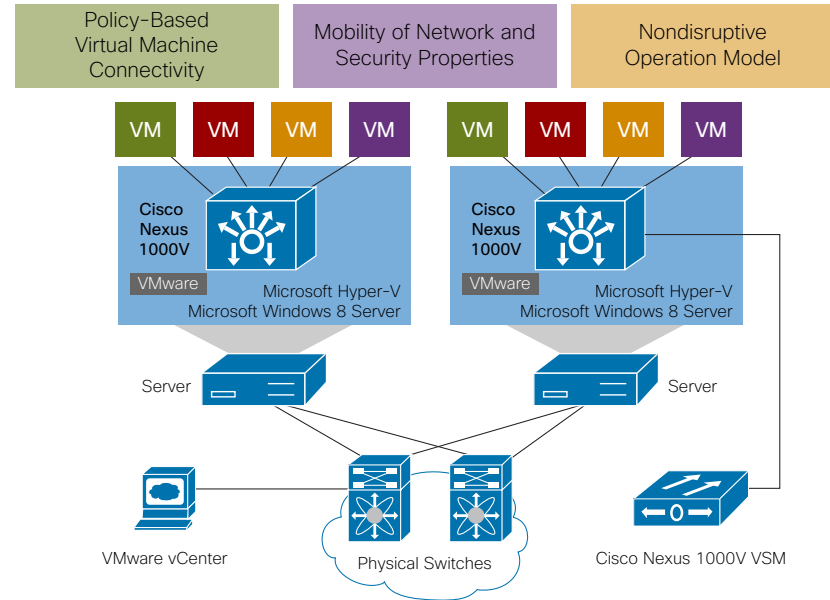 Policy-Based
Virtual Machine
Connectivity
Mobility of Network and
Security Properties
Nondisruptive
Operation Model
VM
VM
VM
VM
VM
VM
VM
VM
Cisco
Nexus
1000V
VMware
Microsoft Hyper-V
Microsoft Windows 8 Server
Cisco
Nexus
1000V
VMware
Microsoft Hyper-V
Microsoft Windows 8 Server
Server
Server
VMware vCenter
Physical Switches
Cisco Nexus 1000V VSM